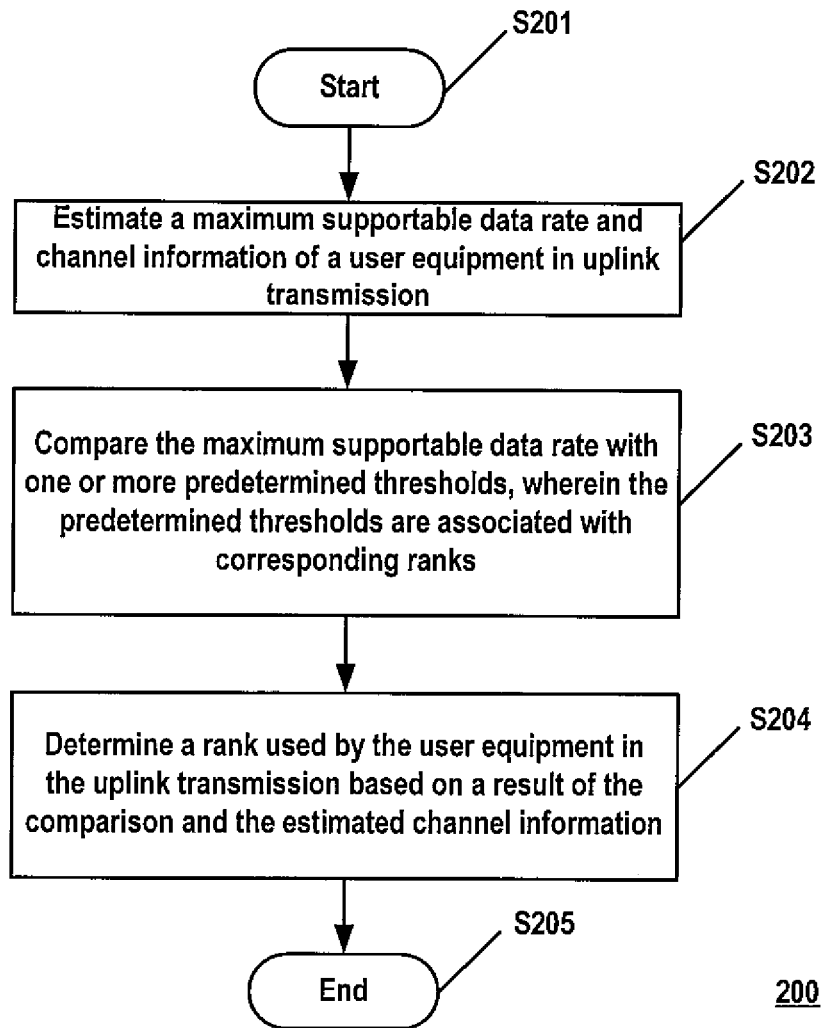 S201
Start
S202
Estimate a maximum supportable data rate and
channel information of a user equipment in uplink
transmission
S203
Compare the maximum supportable data rate with
one or more predetermined thresholds, wherein the
predetermined thresholds are associated with
corresponding ranks
S204
Determine a rank used by the user equipment in
the uplink transmission based on a result of the
comparison and the estimated channel information
S205
End
200